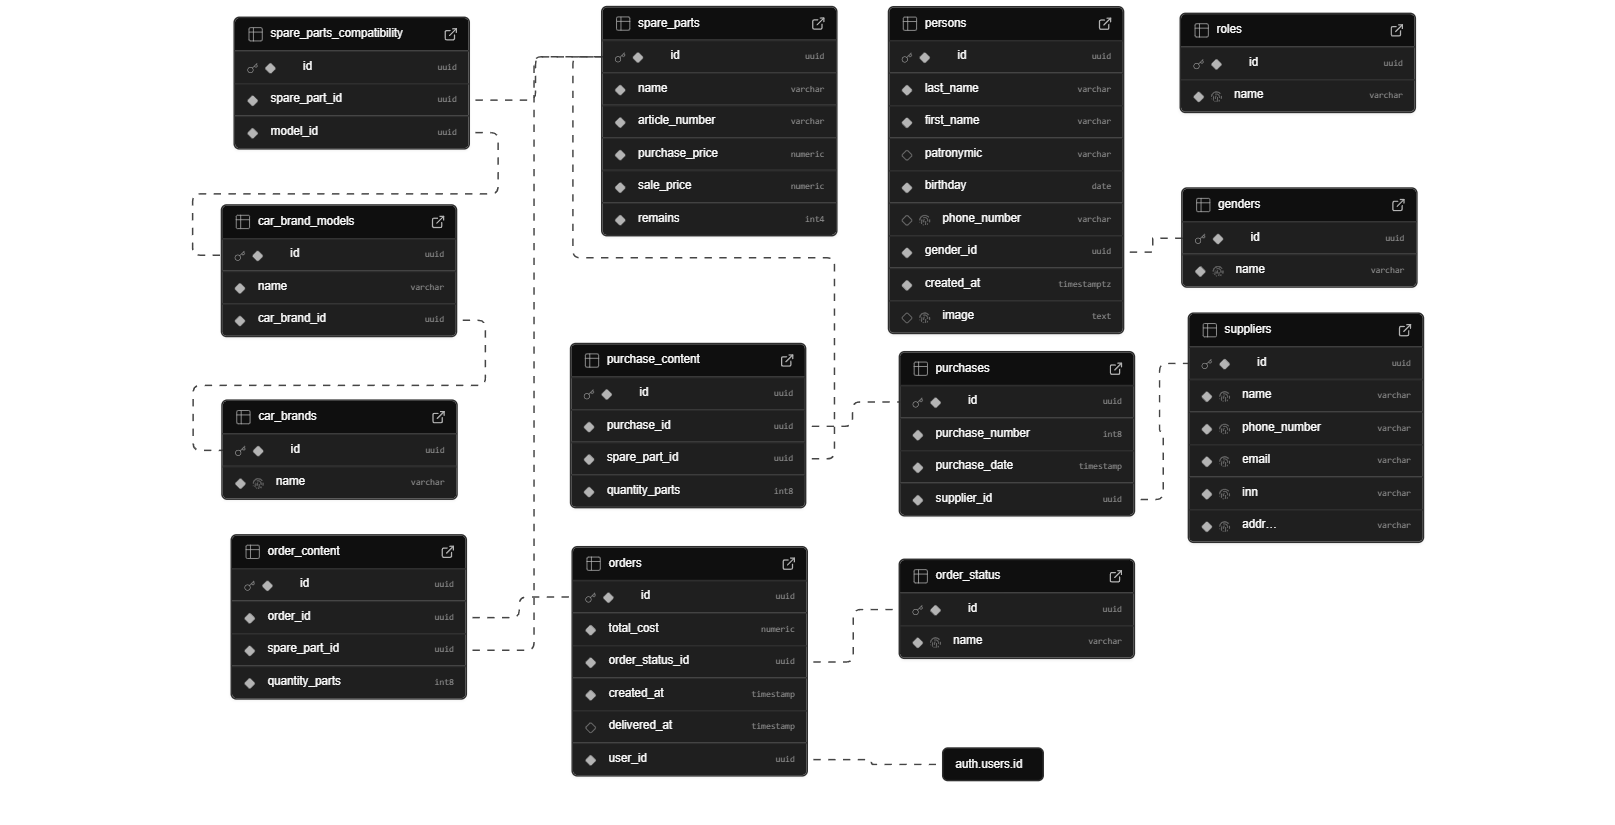 spare_parts_compatibility
id uuid
spare_part_id uuid
model_id uuid
spare_parts
id uuid
name varchar
article_number varchar
purchase_price numeric
sale_price numeric
remains int4
persons
id uuid
last_name varchar
first_name varchar
patronymic varchar
birthday date
phone_number varchar
gender_id uuid
created_at timestamptz
image text
roles
id uuid
name varchar
car_brand_models
id uuid
name varchar
car_brand_id uuid
genders
id uuid
name varchar
suppliers
id uuid
name varchar
phone_number varchar
email varchar
inn varchar
addr... varchar
purchase_content
id uuid
purchase_id uuid
spare_part_id uuid
quantity_parts int8
purchases
id uuid
purchase_number int8
purchase_date timestamp
supplier_id uuid
car_brands
id uuid
name varchar
order_content
id uuid
order_id uuid
spare_part_id uuid
quantity_parts int8
orders
id uuid
total_cost numeric
order_status_id uuid
created_at timestamp
delivered_at timestamp
user_id uuid
order_status
id uuid
name varchar
auth.users.id